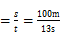 = s/t = 100m/13s